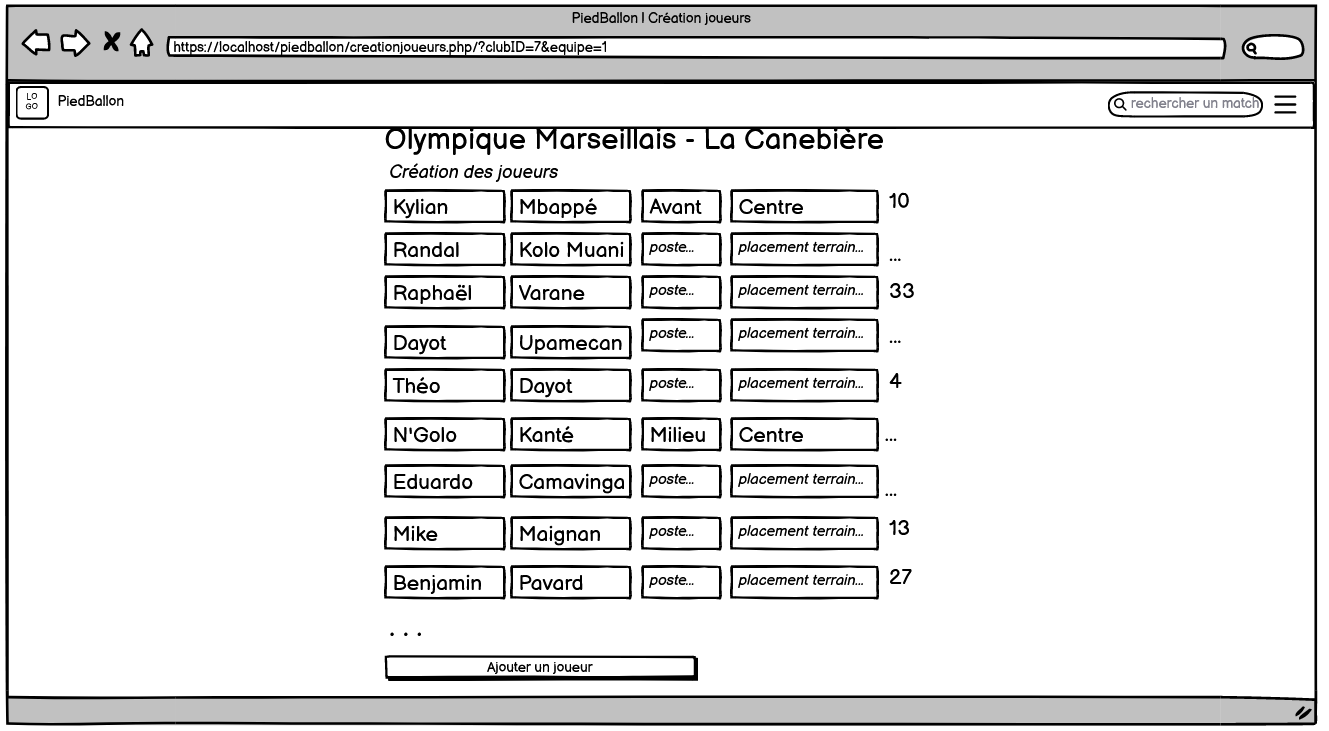 PiedBallon | Création joueurs
https://localhost/piedballon/creationjoueurs.php/?clubID=7&equipe=1
LO
GO
PiedBallon
rechercher un match
Olympique Marseillais - La Canebière
Création des joueurs
Kylian Mbappé Avant Centre 10
Randal Kolo Muani poste... placement terrain... ...
Raphaël Varane poste... placement terrain... 33
Dayot Upamecan poste... placement terrain... ...
Théo Dayot poste... placement terrain... 4
N'Golo Kanté Milieu Centre ...
Eduardo Camavinga poste... placement terrain... ...
Mike Maignan poste... placement terrain... 13
Benjamin Pavard poste... placement terrain... 27
. . .
Ajouter un joueur